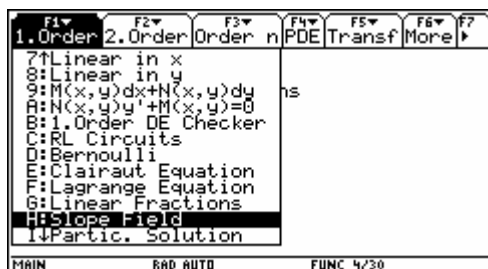 F1▼ F2▼ F3▼ F4▼ F5▼ F6▼ F7
1.Order 2.Order Order n PDE Transf More ▸
7↑Linear in x
8:Linear in y
9:M(x,y)dx+N(x,y)dy ns
A:N(x,y)y'+M(x,y)=0
B:1.Order DE Checker
C:RL Circuits
D:Bernoulli
E:Clairaut Equation
F:Lagrange Equation
G:Linear Fractions
H:Slope Field
I↓Partic. Solution
MAIN RAD AUTO FUNC 4/30